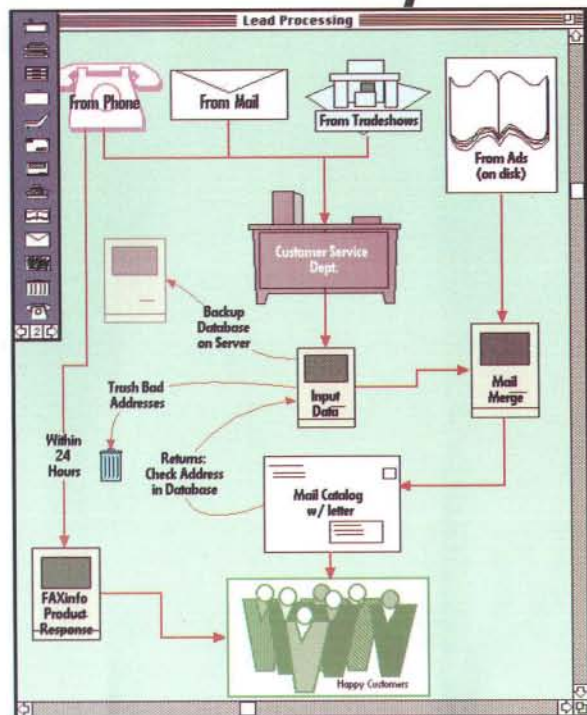 Lead Processing
From Phone
From Mail
From Tradeshows
From Ads
(on disk)
Customer Service
Dept.
Backup
Database
on Server
Input
Data
Mail
Merge
Trash Bad
Addresses
Within
24
Hours
Returns:
Check Address
in Database
Mail Catalog
w/ letter
FAXinfo
Product
Response
Happy Customers
2